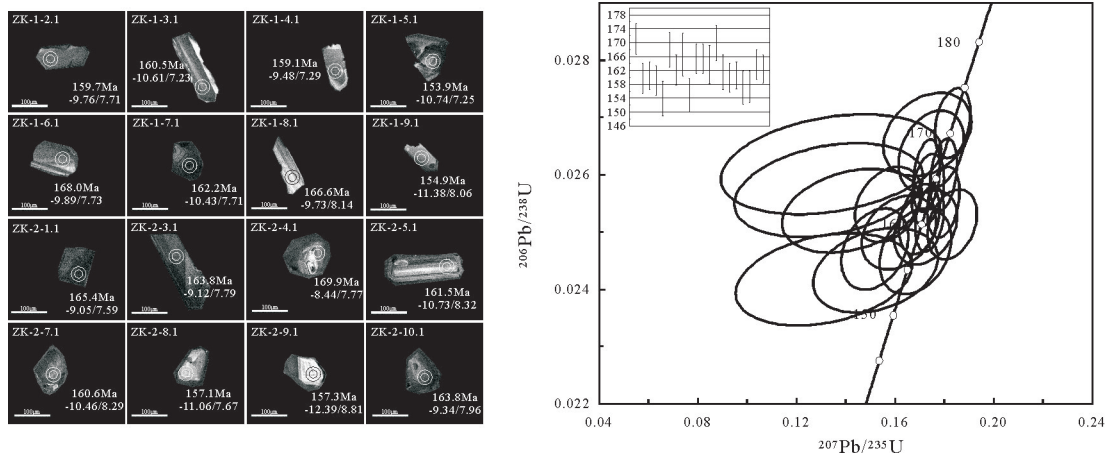 ZK-1-2.1
159.7Ma
-9.76/7.71
100μm
ZK-1-3.1
160.5Ma
-10.61/7.23
100μm
ZK-1-4.1
159.1Ma
-9.48/7.29
100μm
ZK-1-5.1
153.9Ma
-10.74/7.25
100μm
ZK-1-6.1
168.0Ma
-9.89/7.73
100μm
ZK-1-7.1
162.2Ma
-10.43/7.71
100μm
ZK-1-8.1
166.6Ma
-9.73/8.14
100μm
ZK-1-9.1
154.9Ma
-11.38/8.06
100μm
ZK-2-1.1
165.4Ma
-9.05/7.59
100μm
ZK-2-3.1
163.8Ma
-9.12/7.79
100μm
ZK-2-4.1
169.9Ma
-8.44/7.77
100μm
ZK-2-5.1
161.5Ma
-10.73/8.32
100μm
ZK-2-7.1
160.6Ma
-10.46/8.29
100μm
ZK-2-8.1
157.1Ma
-11.06/7.67
100μm
ZK-2-9.1
157.3Ma
-12.39/8.81
100μm
ZK-2-10.1
163.8Ma
-9.34/7.96
100μm
178
174
170
166
162
158
154
150
146
180
170
150
0.028
0.026
0.024
0.022
206Pb/238U
0.04
0.08
0.12
0.16
0.20
0.24
207Pb/235U